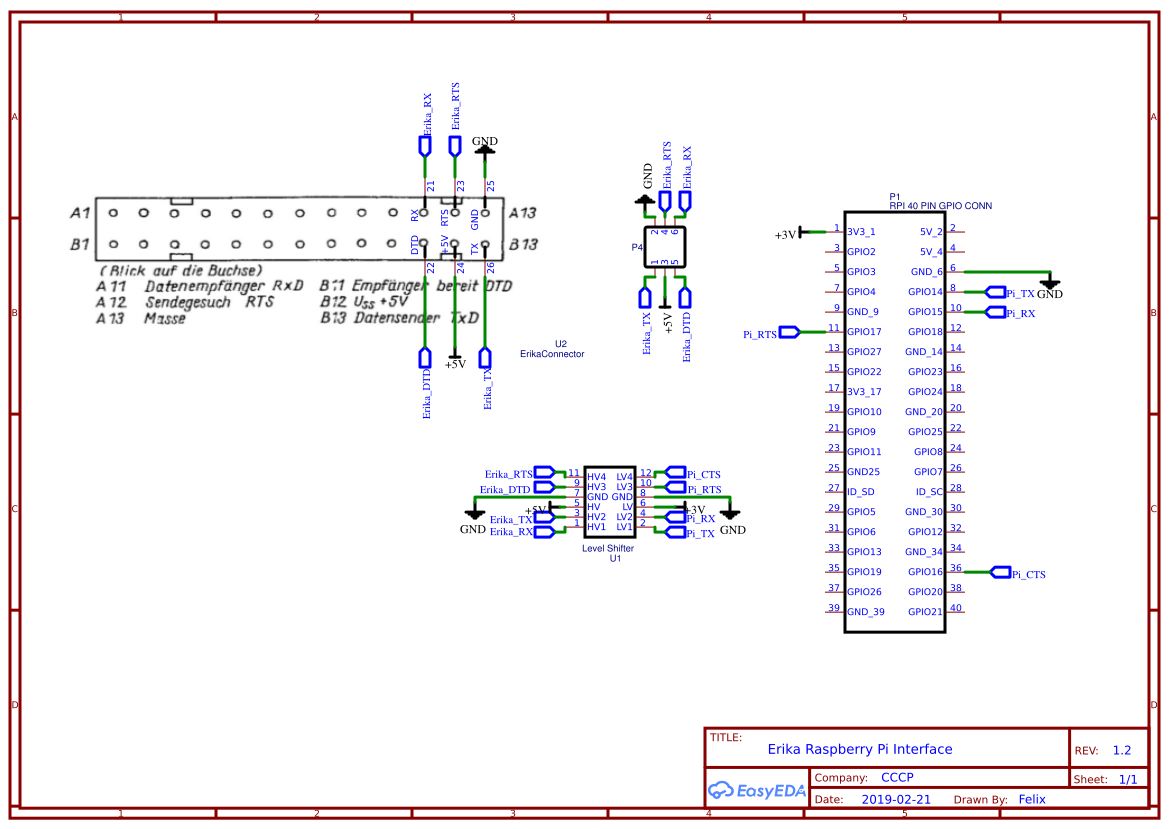 1 2 3 4 5
A A
B B
C C
D D
1 2 3 4 5
Erika_RX
Erika_RTS
GND
21 23 25
A1 A13
RX RTS GND
B1 B13
DTD +5V TX
22 24 26
(Blick auf die Buchse)
A11 Datenempfänger RxD B11 Empfänger bereit DTD
A12 Sendegesuch RTS B12 USS +5V
A13 Masse B13 Datensender TxD
+5V
Erika_DTD
Erika_TX
U2
ErikaConnector
GND
Erika_RTS
Erika_RX
2 4 6
P4
1 3 5
Erika_TX
+5V
Erika_DTD
Erika_RTS 11 HV4 LV4 12 Pi_CTS
Erika_DTD 9 HV3 LV3 10 Pi_RTS
GND 7 GND GND 8 GND
+5V 5 HV LV 6 +3V
Erika_TX 3 HV2 LV2 4 Pi_RX
Erika_RX 1 HV1 LV1 2 Pi_TX
Level Shifter
U1
P1
RPI 40 PIN GPIO CONN
+3V 1 3V3_1 5V_2 2
3 GPIO2 5V_4 4
5 GPIO3 GND_6 6 GND
7 GPIO4 GPIO14 8 Pi_TX
9 GND_9 GPIO15 10 Pi_RX
Pi_RTS 11 GPIO17 GPIO18 12
13 GPIO27 GND_14 14
15 GPIO22 GPIO23 16
17 3V3_17 GPIO24 18
19 GPIO10 GND_20 20
21 GPIO9 GPIO25 22
23 GPIO11 GPIO8 24
25 GND25 GPIO7 26
27 ID_SD ID_SC 28
29 GPIO5 GND_30 30
31 GPIO6 GPIO12 32
33 GPIO13 GND_34 34
35 GPIO19 GPIO16 36 Pi_CTS
37 GPIO26 GPIO20 38
39 GND_39 GPIO21 40
TITLE:
Erika Raspberry Pi Interface
REV: 1.2
EasyEDA
Company: CCCP
Sheet: 1/1
Date: 2019-02-21 Drawn By: Felix